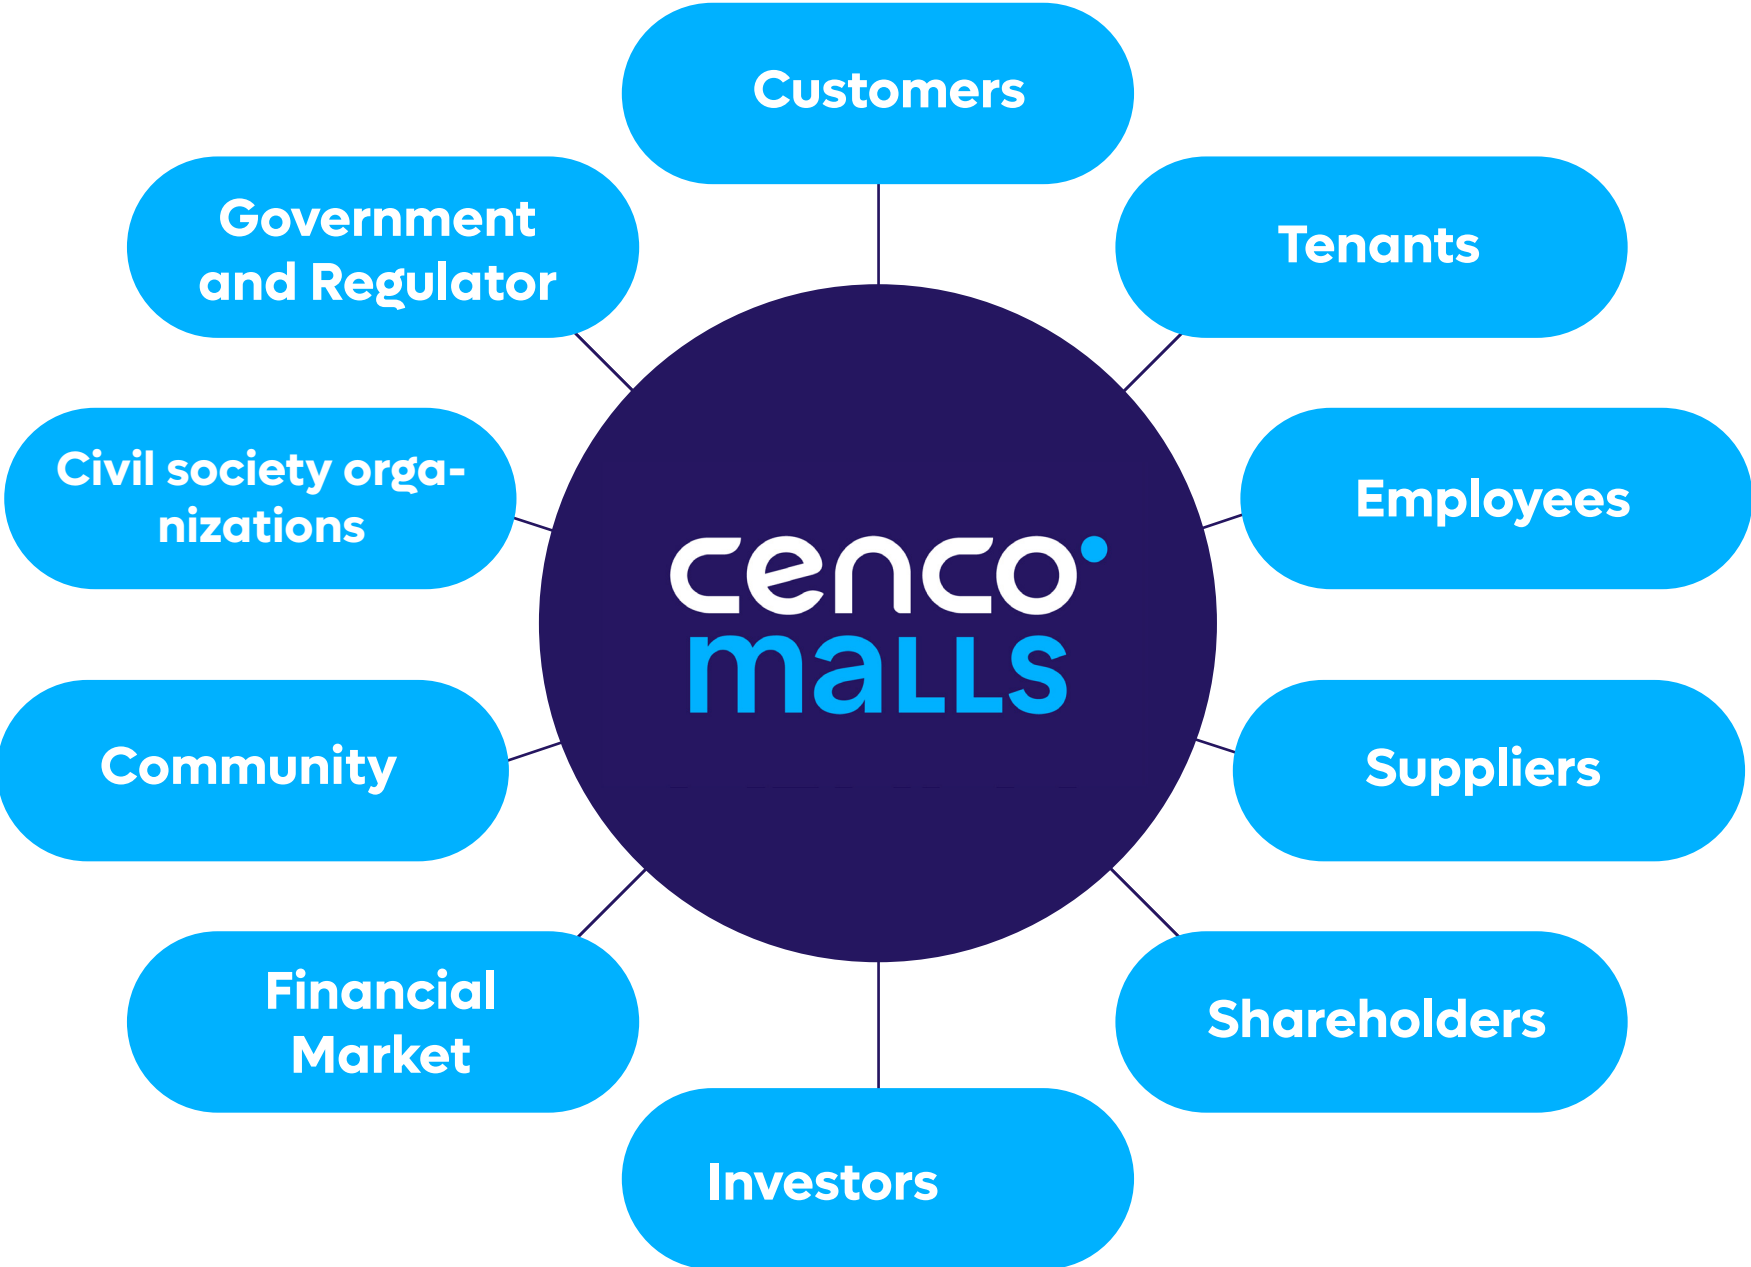 Customers
Government
and Regulator
Tenants
Civil society orga-
nizations
Employees
cenco
malls
Community
Suppliers
Financial
Market
Shareholders
Investors